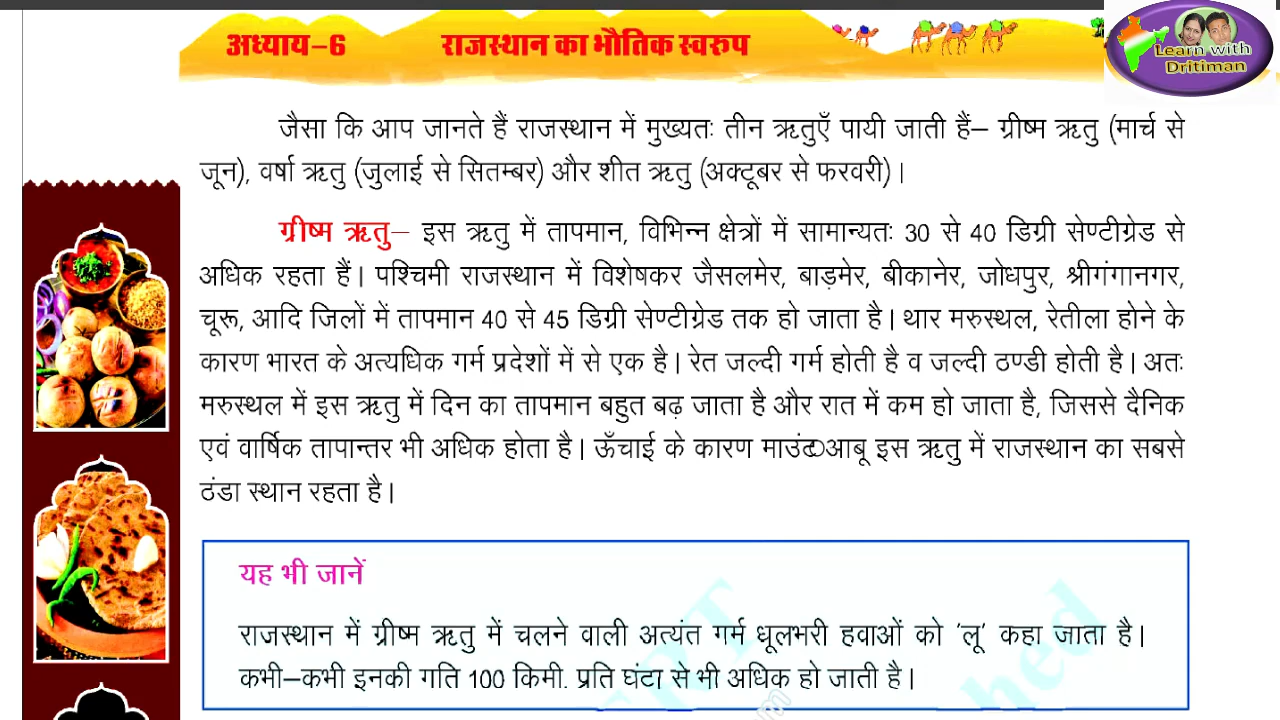 अध्याय–6
राजस्थान का भौतिक स्वरूप
Learn with
Dritiman
जैसा कि आप जानते हैं राजस्थान में मुख्यतः तीन ऋतुएँ पायी जाती हैं– ग्रीष्म ऋतु (मार्च से
जून), वर्षा ऋतु (जुलाई से सितम्बर) और शीत ऋतु (अक्टूबर से फरवरी)।
ग्रीष्म ऋतु– इस ऋतु में तापमान, विभिन्न क्षेत्रों में सामान्यतः 30 से 40 डिग्री सेण्टीग्रेड से
अधिक रहता हैं। पश्चिमी राजस्थान में विशेषकर जैसलमेर, बाड़मेर, बीकानेर, जोधपुर, श्रीगंगानगर,
चूरू, आदि जिलों में तापमान 40 से 45 डिग्री सेण्टीग्रेड तक हो जाता है। थार मरुस्थल, रेतीला होने के
कारण भारत के अत्यधिक गर्म प्रदेशों में से एक है। रेत जल्दी गर्म होती है व जल्दी ठण्डी होती है। अतः
मरुस्थल में इस ऋतु में दिन का तापमान बहुत बढ़ जाता है और रात में कम हो जाता है, जिससे दैनिक
एवं वार्षिक तापान्तर भी अधिक होता है। ऊँचाई के कारण माउंट आबू इस ऋतु में राजस्थान का सबसे
ठंडा स्थान रहता है।
यह भी जानें
राजस्थान में ग्रीष्म ऋतु में चलने वाली अत्यंत गर्म धूलभरी हवाओं को 'लू' कहा जाता है।
कभी–कभी इनकी गति 100 किमी. प्रति घंटा से भी अधिक हो जाती है।